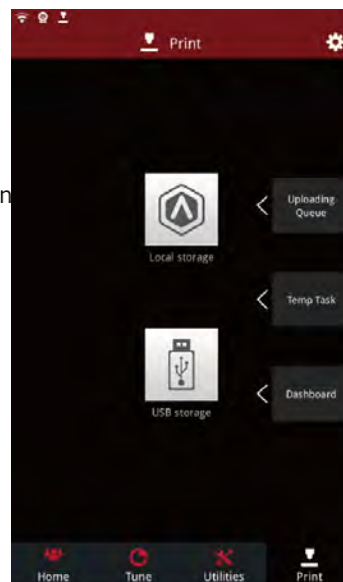 Print
n
Uploading
Queue
Local storage
Temp Task
Dashboard
USB storage
Home
Tune
Utilities
Print